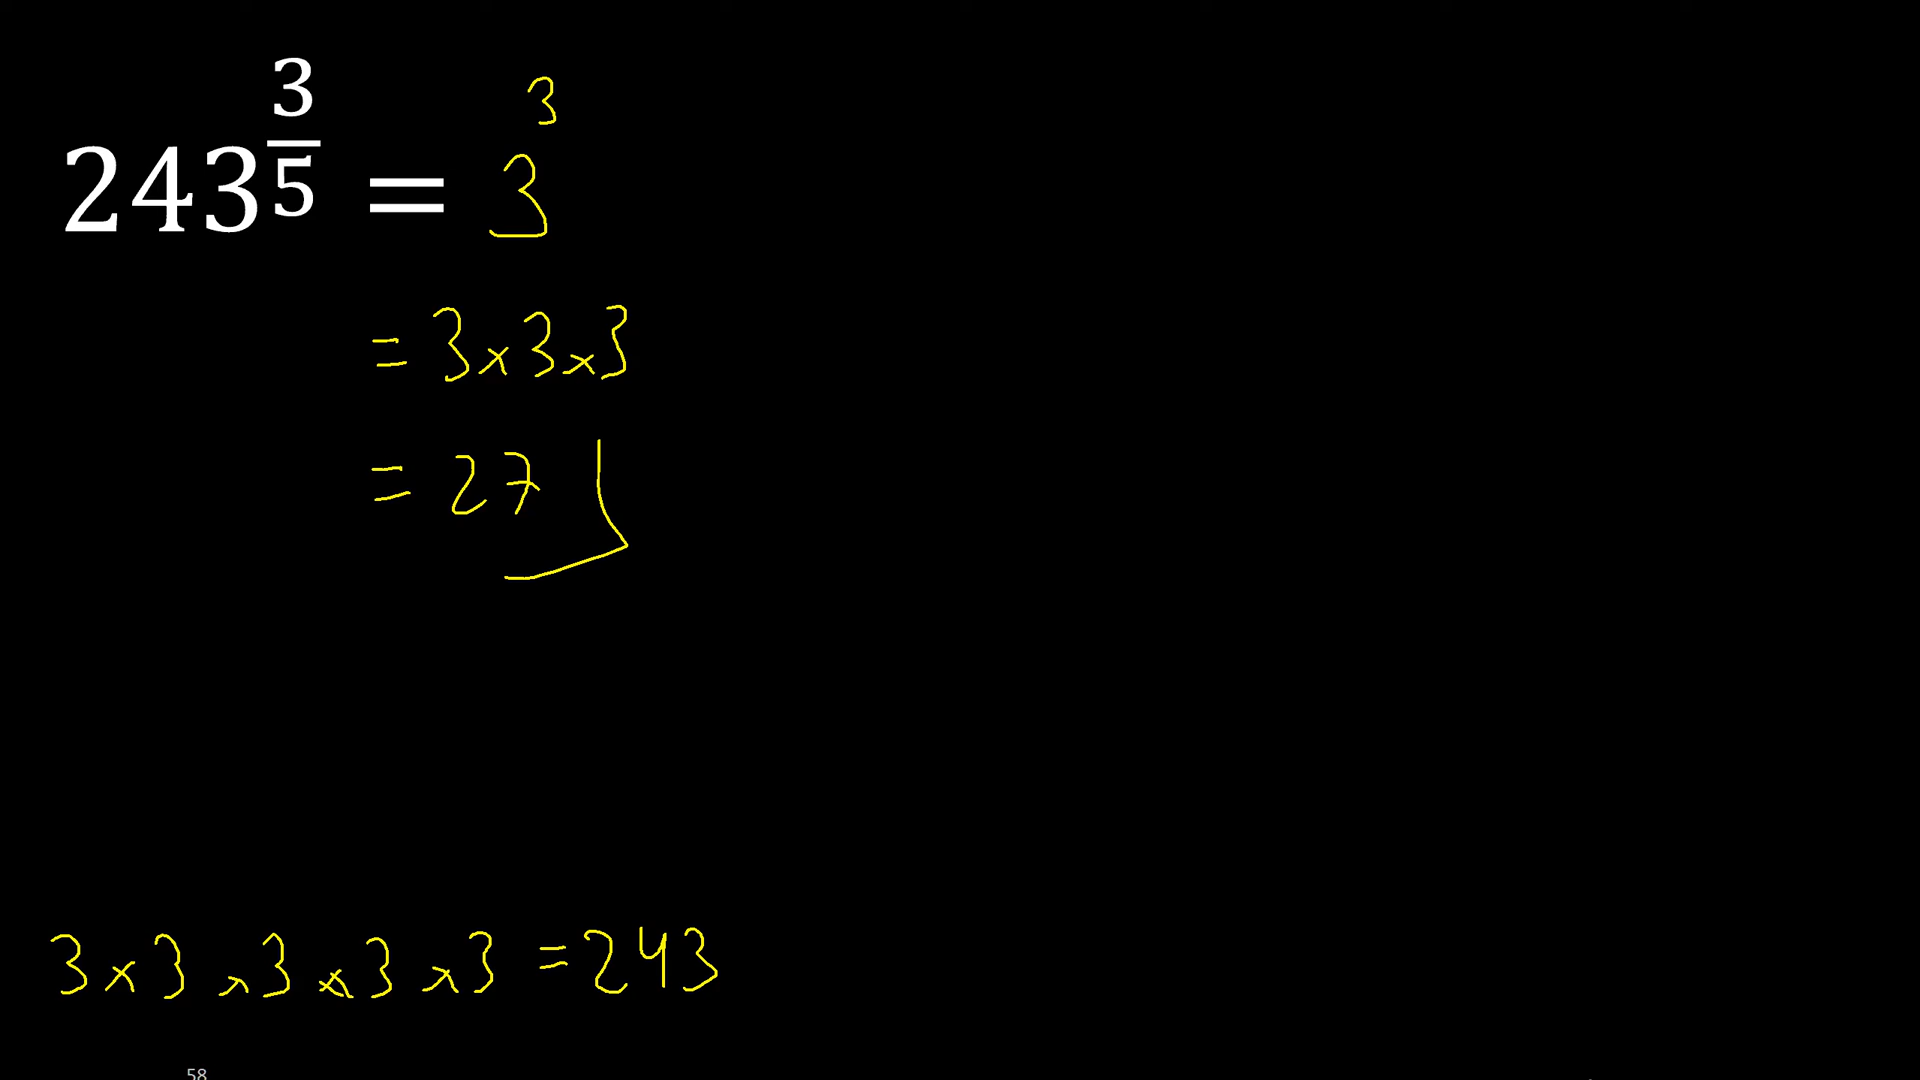 243^(3/5) = 3^3
= 3 x 3 x 3
= 27
3 x 3 x 3 x 3 x 3 = 243
58